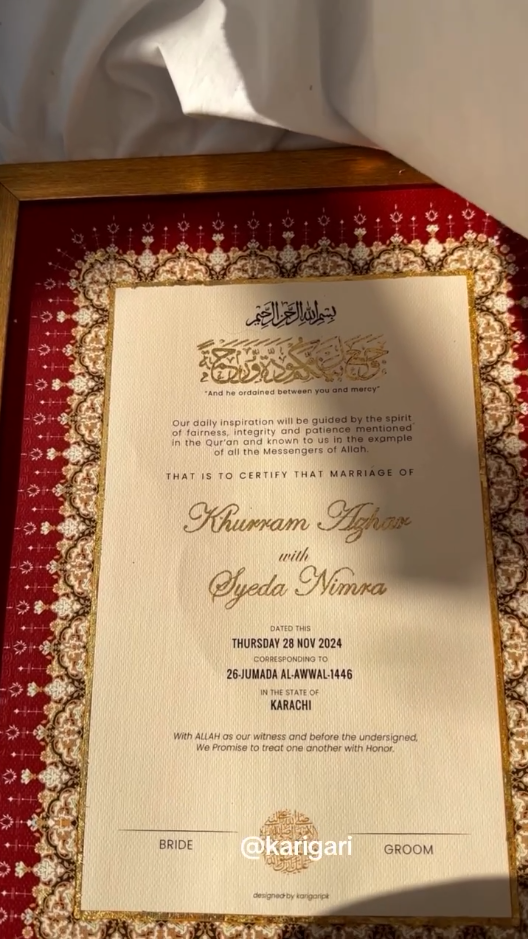 بسم الله الرحمن الرحيم
"And he ordained between you and mercy"
Our daily inspiration will be guided by the spirit
of fairness, integrity and patience mentioned
in the Qur'an and known to us in the example
of all the Messengers of Allah.
THAT IS TO CERTIFY THAT MARRIAGE OF
Khurram Azhar
with
Syeda Nimra
DATED THIS
THURSDAY 28 NOV 2024
CORRESPONDING TO
26-JUMADA AL-AWWAL-1446
IN THE STATE OF
KARACHI
With ALLAH as our witness and before the undersigned,
We Promise to treat one another with Honor.
BRIDE
@karigari
GROOM
designed by karigaripk